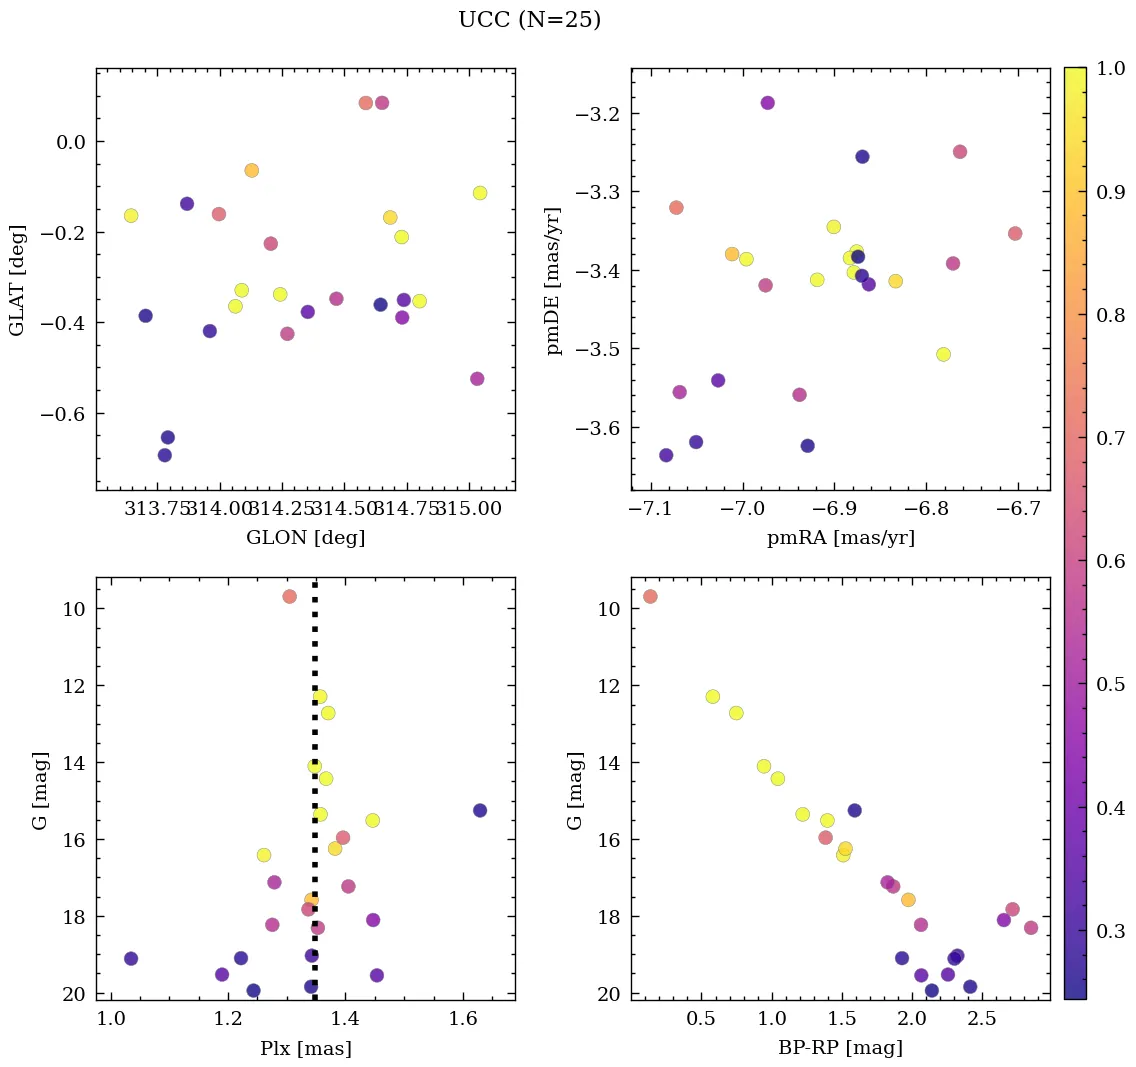 UCC (N=25)
0.0
−0.2
−0.4
−0.6
GLAT [deg]
313.75 314.00 314.25 314.50 314.75 315.00
GLON [deg]
−3.2
−3.3
−3.4
−3.5
−3.6
pmDE [mas/yr]
−7.1 −7.0 −6.9 −6.8 −6.7
pmRA [mas/yr]
10
12
14
16
18
20
G [mag]
1.0 1.2 1.4 1.6
Plx [mas]
10
12
14
16
18
20
G [mag]
0.5 1.0 1.5 2.0 2.5
BP-RP [mag]
1.0
0.9
0.8
0.7
0.6
0.5
0.4
0.3